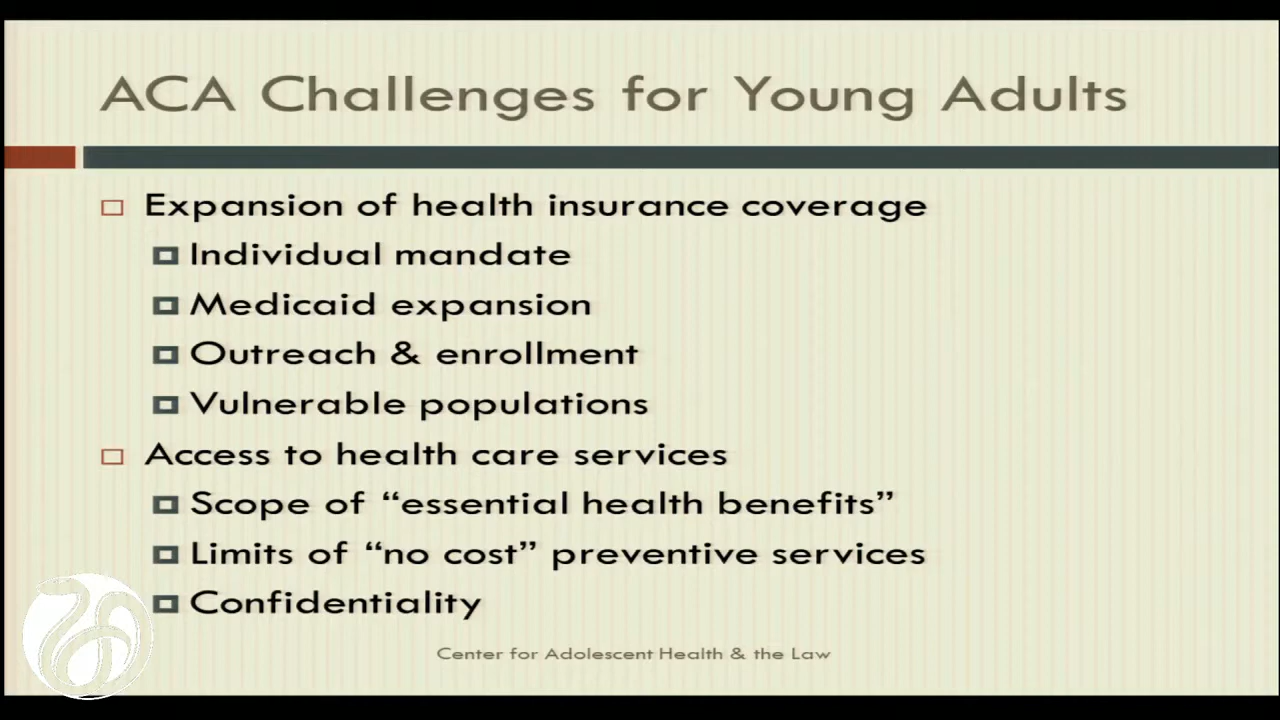 ACA Challenges for Young Adults
Expansion of health insurance coverage
Individual mandate
Medicaid expansion
Outreach & enrollment
Vulnerable populations
Access to health care services
Scope of “essential health benefits”
Limits of “no cost” preventive services
Confidentiality
Center for Adolescent Health & the Law